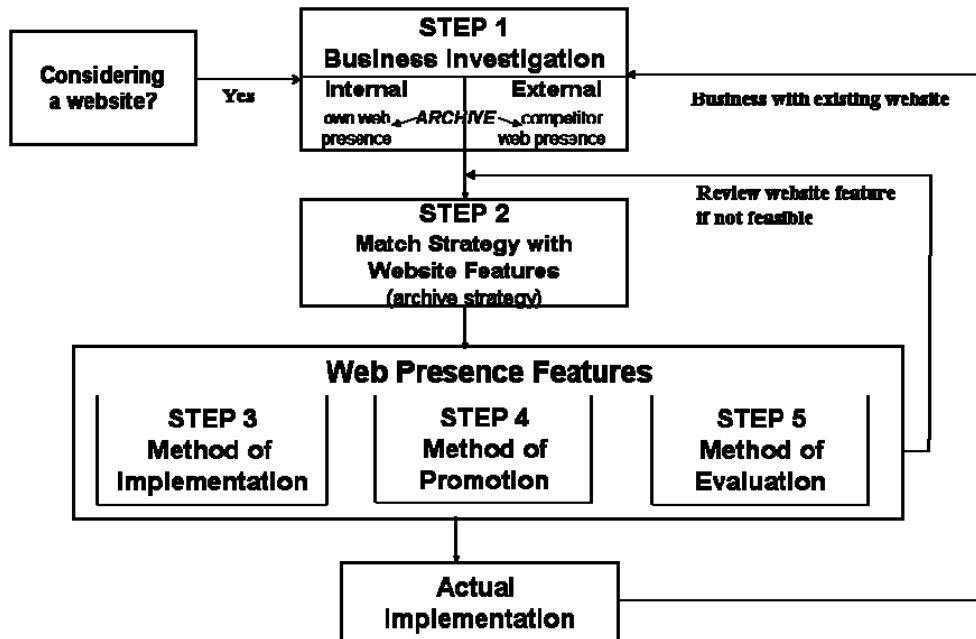 Considering
a website?
Yes
STEP 1
Business Investigation
Internal
External
own web
presence
ARCHIVE
competitor
web presence
Business with existing website
Review website feature
if not feasible
STEP 2
Match Strategy with
Website Features
(archive strategy)
Web Presence Features
STEP 3
Method of
Implementation
STEP 4
Method of
Promotion
STEP 5
Method of
Evaluation
Actual
Implementation